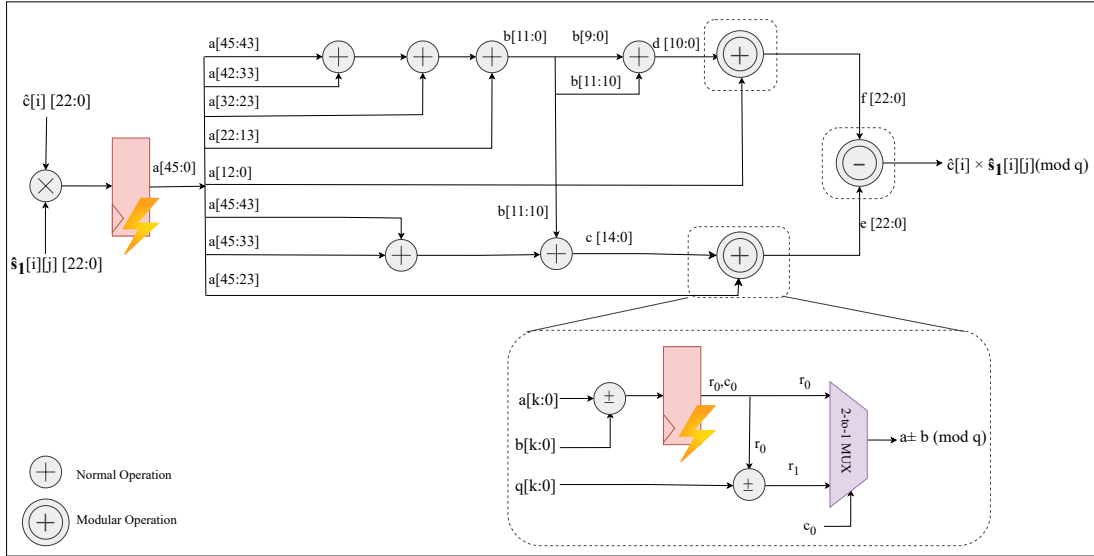 a[45:43]
a[42:33]
a[32:23]
a[22:13]
a[12:0]
a[45:43]
a[45:33]
a[45:23]
ĉ[i] [22:0]
ŝ₁[i][j] [22:0]
a[45:0]
b[11:0]
b[9:0]
d [10:0]
b[11:10]
b[11:10]
c [14:0]
f [22:0]
e [22:0]
ĉ[i] × ŝ₁[i][j](mod q)
a[k:0]
b[k:0]
q[k:0]
r₀,c₀
r₀
r₀
r₁
2-to-1 MUX
c₀
a± b (mod q)
Normal Operation
Modular Operation